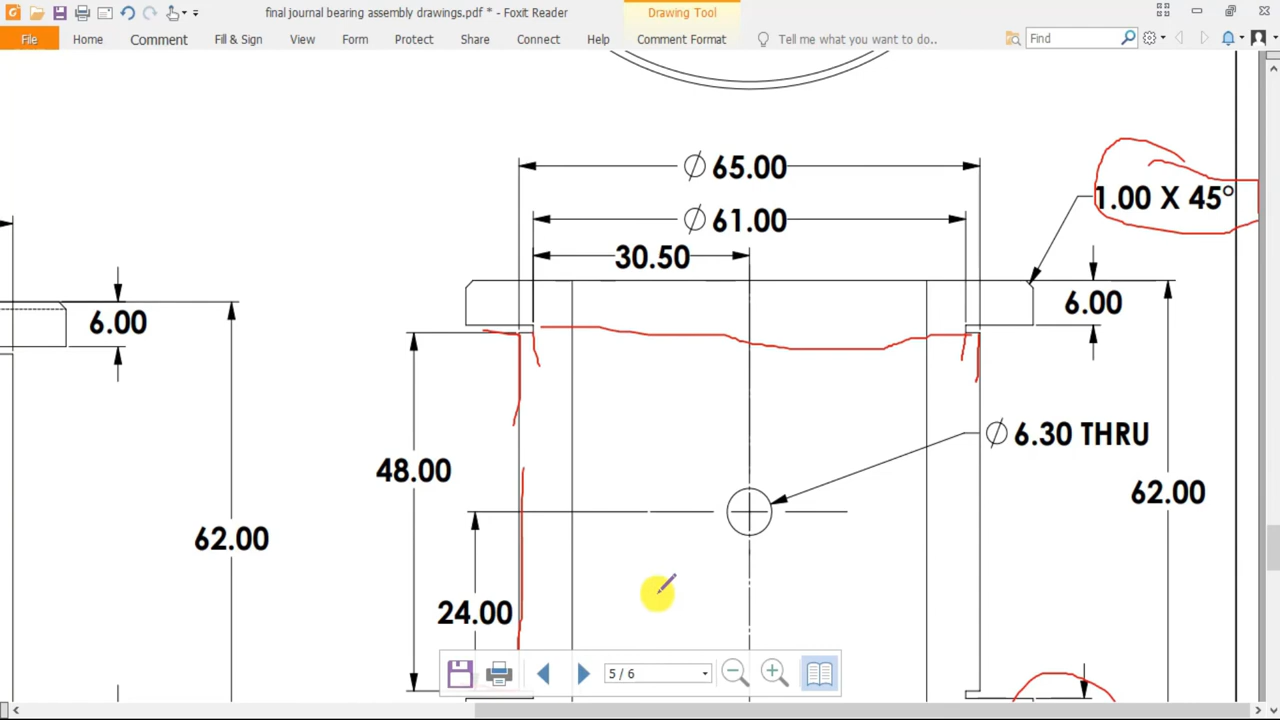 final journal bearing assembly drawings.pdf * - Foxit Reader
Drawing Tool
File Home Comment Fill & Sign View Form Protect Share Connect Help Comment Format Tell me what you want to do.. Find
∅ 65.00
∅ 61.00
30.50
1.00 X 45°
6.00
6.00
48.00
∅ 6.30 THRU
62.00
62.00
24.00
5 / 6